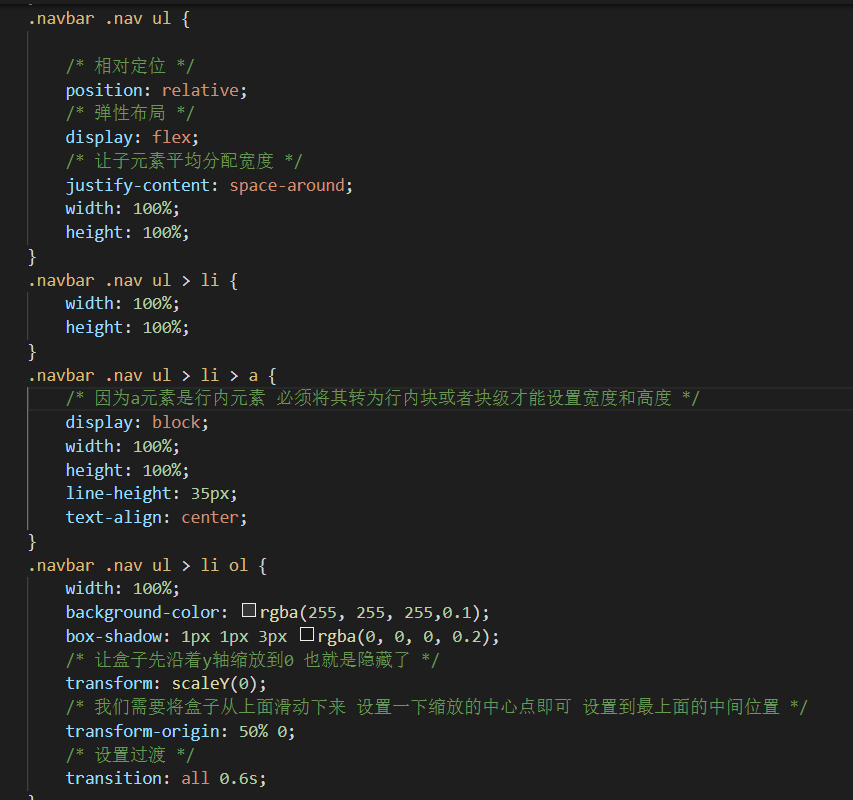 .navbar .nav ul {
/* 相对定位 */
position: relative;
/* 弹性布局 */
display: flex;
/* 让子元素平均分配宽度 */
justify-content: space-around;
width: 100%;
height: 100%;
}
.navbar .nav ul > li {
width: 100%;
height: 100%;
}
.navbar .nav ul > li > a {
/* 因为a元素是行内元素 必须将其转为行内块或者块级才能设置宽度和高度 */
display: block;
width: 100%;
height: 100%;
line-height: 35px;
text-align: center;
}
.navbar .nav ul > li ol {
width: 100%;
background-color: rgba(255, 255, 255,0.1);
box-shadow: 1px 1px 3px rgba(0, 0, 0, 0.2);
/* 让盒子先沿着y轴缩放到0 也就是隐藏了 */
transform: scaleY(0);
/* 我们需要将盒子从上面滑动下来 设置一下缩放的中心点即可 设置到最上面的中间位置 */
transform-origin: 50% 0;
/* 设置过渡 */
transition: all 0.6s;
}